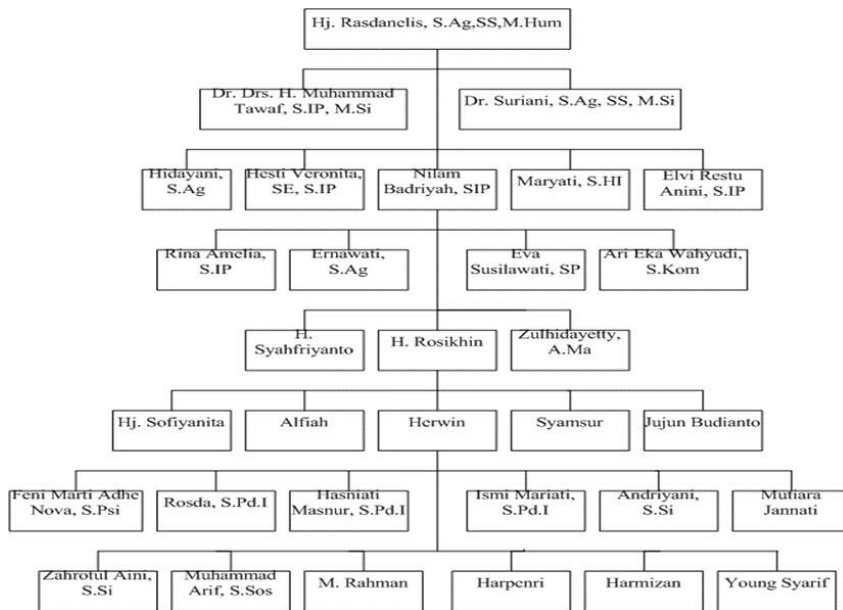 Hj. Rasdanelis, S.Ag,SS,M.Hum
Dr. Drs. H. Muhammad
Tawaf, S.IP, M.Si
Dr. Suriani, S.Ag, SS, M.Si
Hidayani,
S.Ag
Hesti Veronita,
SE, S.IP
Nilam
Badriyah, SIP
Maryati, S.HI
Elvi Restu
Anini, S.IP
Rina Amelia,
S.IP
Ernawati,
S.Ag
Eva
Susilawati, SP
Ari Eka Wahyudi,
S.Kom
H.
Syahfriyanto
H. Rosikhin
Zulhidayetty,
A.Ma
Hj. Sofiyanita
Alfiah
Herwin
Syamsur
Jujun Budianto
Feni Marti Adhe
Nova, S.Psi
Rosda, S.Pd.I
Hasniati
Masnur, S.Pd.I
Ismi Mariati,
S.Pd.I
Andriyani,
S.Si
Mutiara
Jannati
Zahrotul Aini,
S.Si
Muhammad
Arif, S.Sos
M. Rahman
Harpenri
Harmizan
Young Syarif